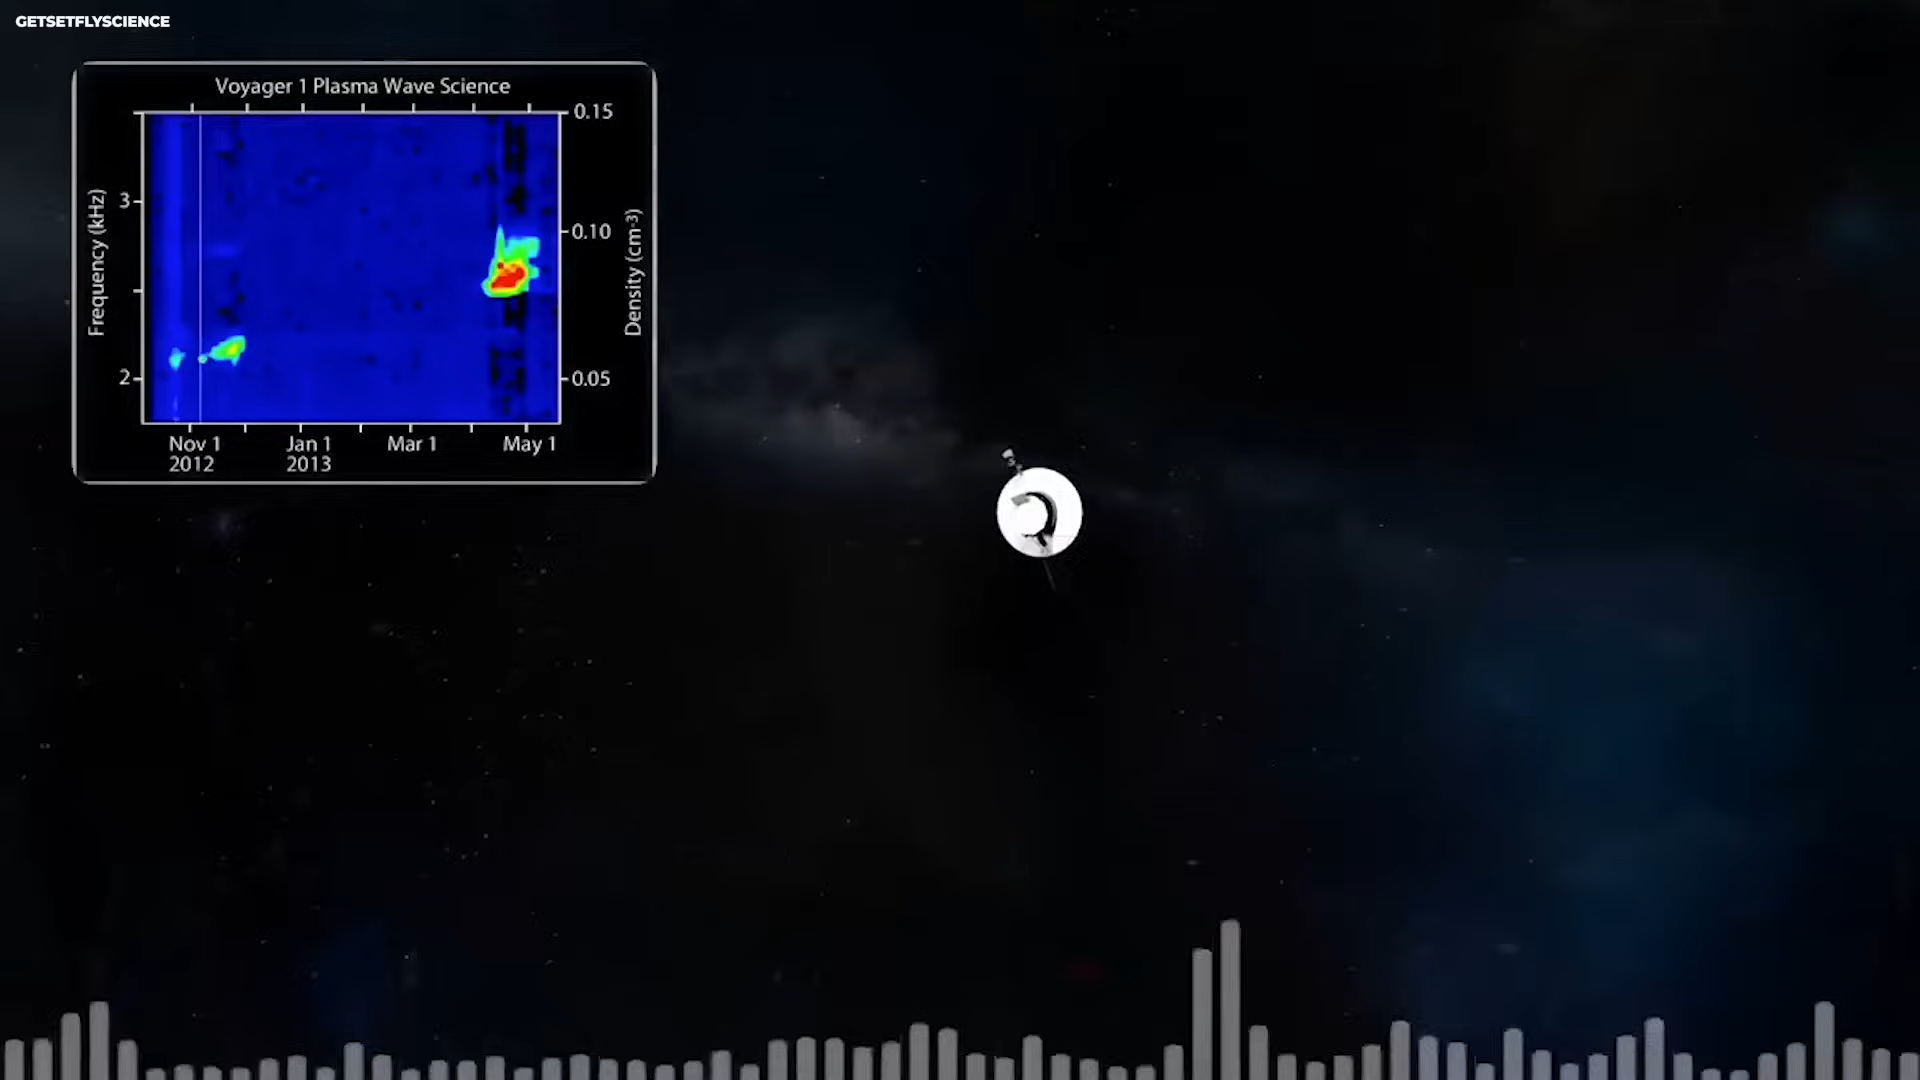 GETSETFLYSCIENCE
Voyager 1 Plasma Wave Science
0.15
3
0.10
Frequency (kHz)
Density (cm-3)
2
0.05
Nov 1
2012
Jan 1
2013
Mar 1
May 1